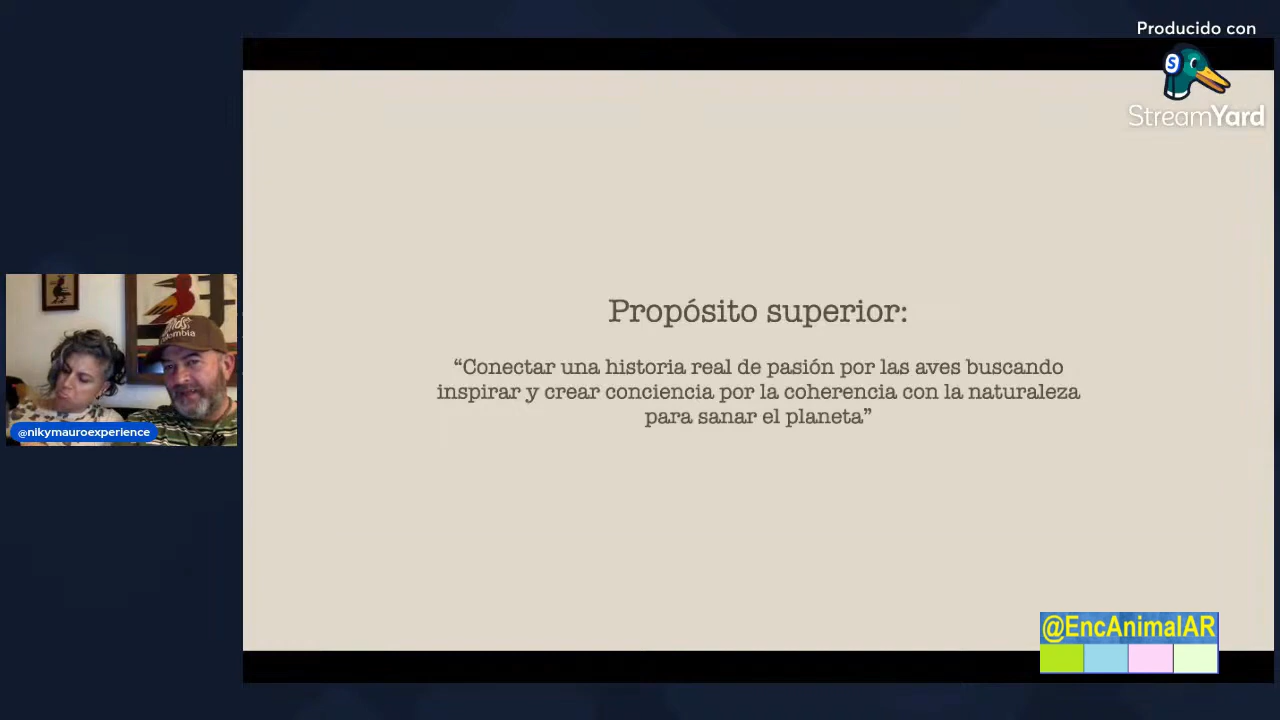 Producido con
S
StreamYard
Propósito superior:
“Conectar una historia real de pasión por las aves buscando
inspirar y crear conciencia por la coherencia con la naturaleza
para sanar el planeta”
@nikymauroexperience
@EncAnimalAR